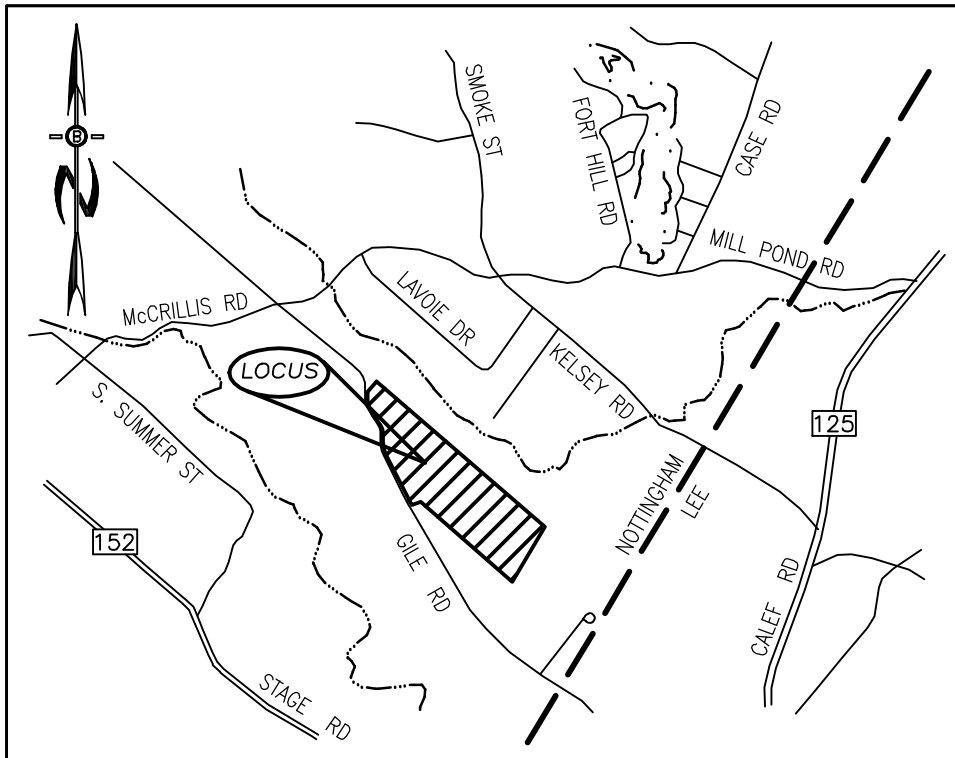 SMOKE ST
FORT HILL RD
CASE RD
MILL POND RD
B
N
McCRILLIS RD
LAVOIE DR
LOCUS
KELSEY RD
S. SUMMER ST
125
NOTTINGHAM
LEE
152
GILE RD
CALEF RD
STAGE RD